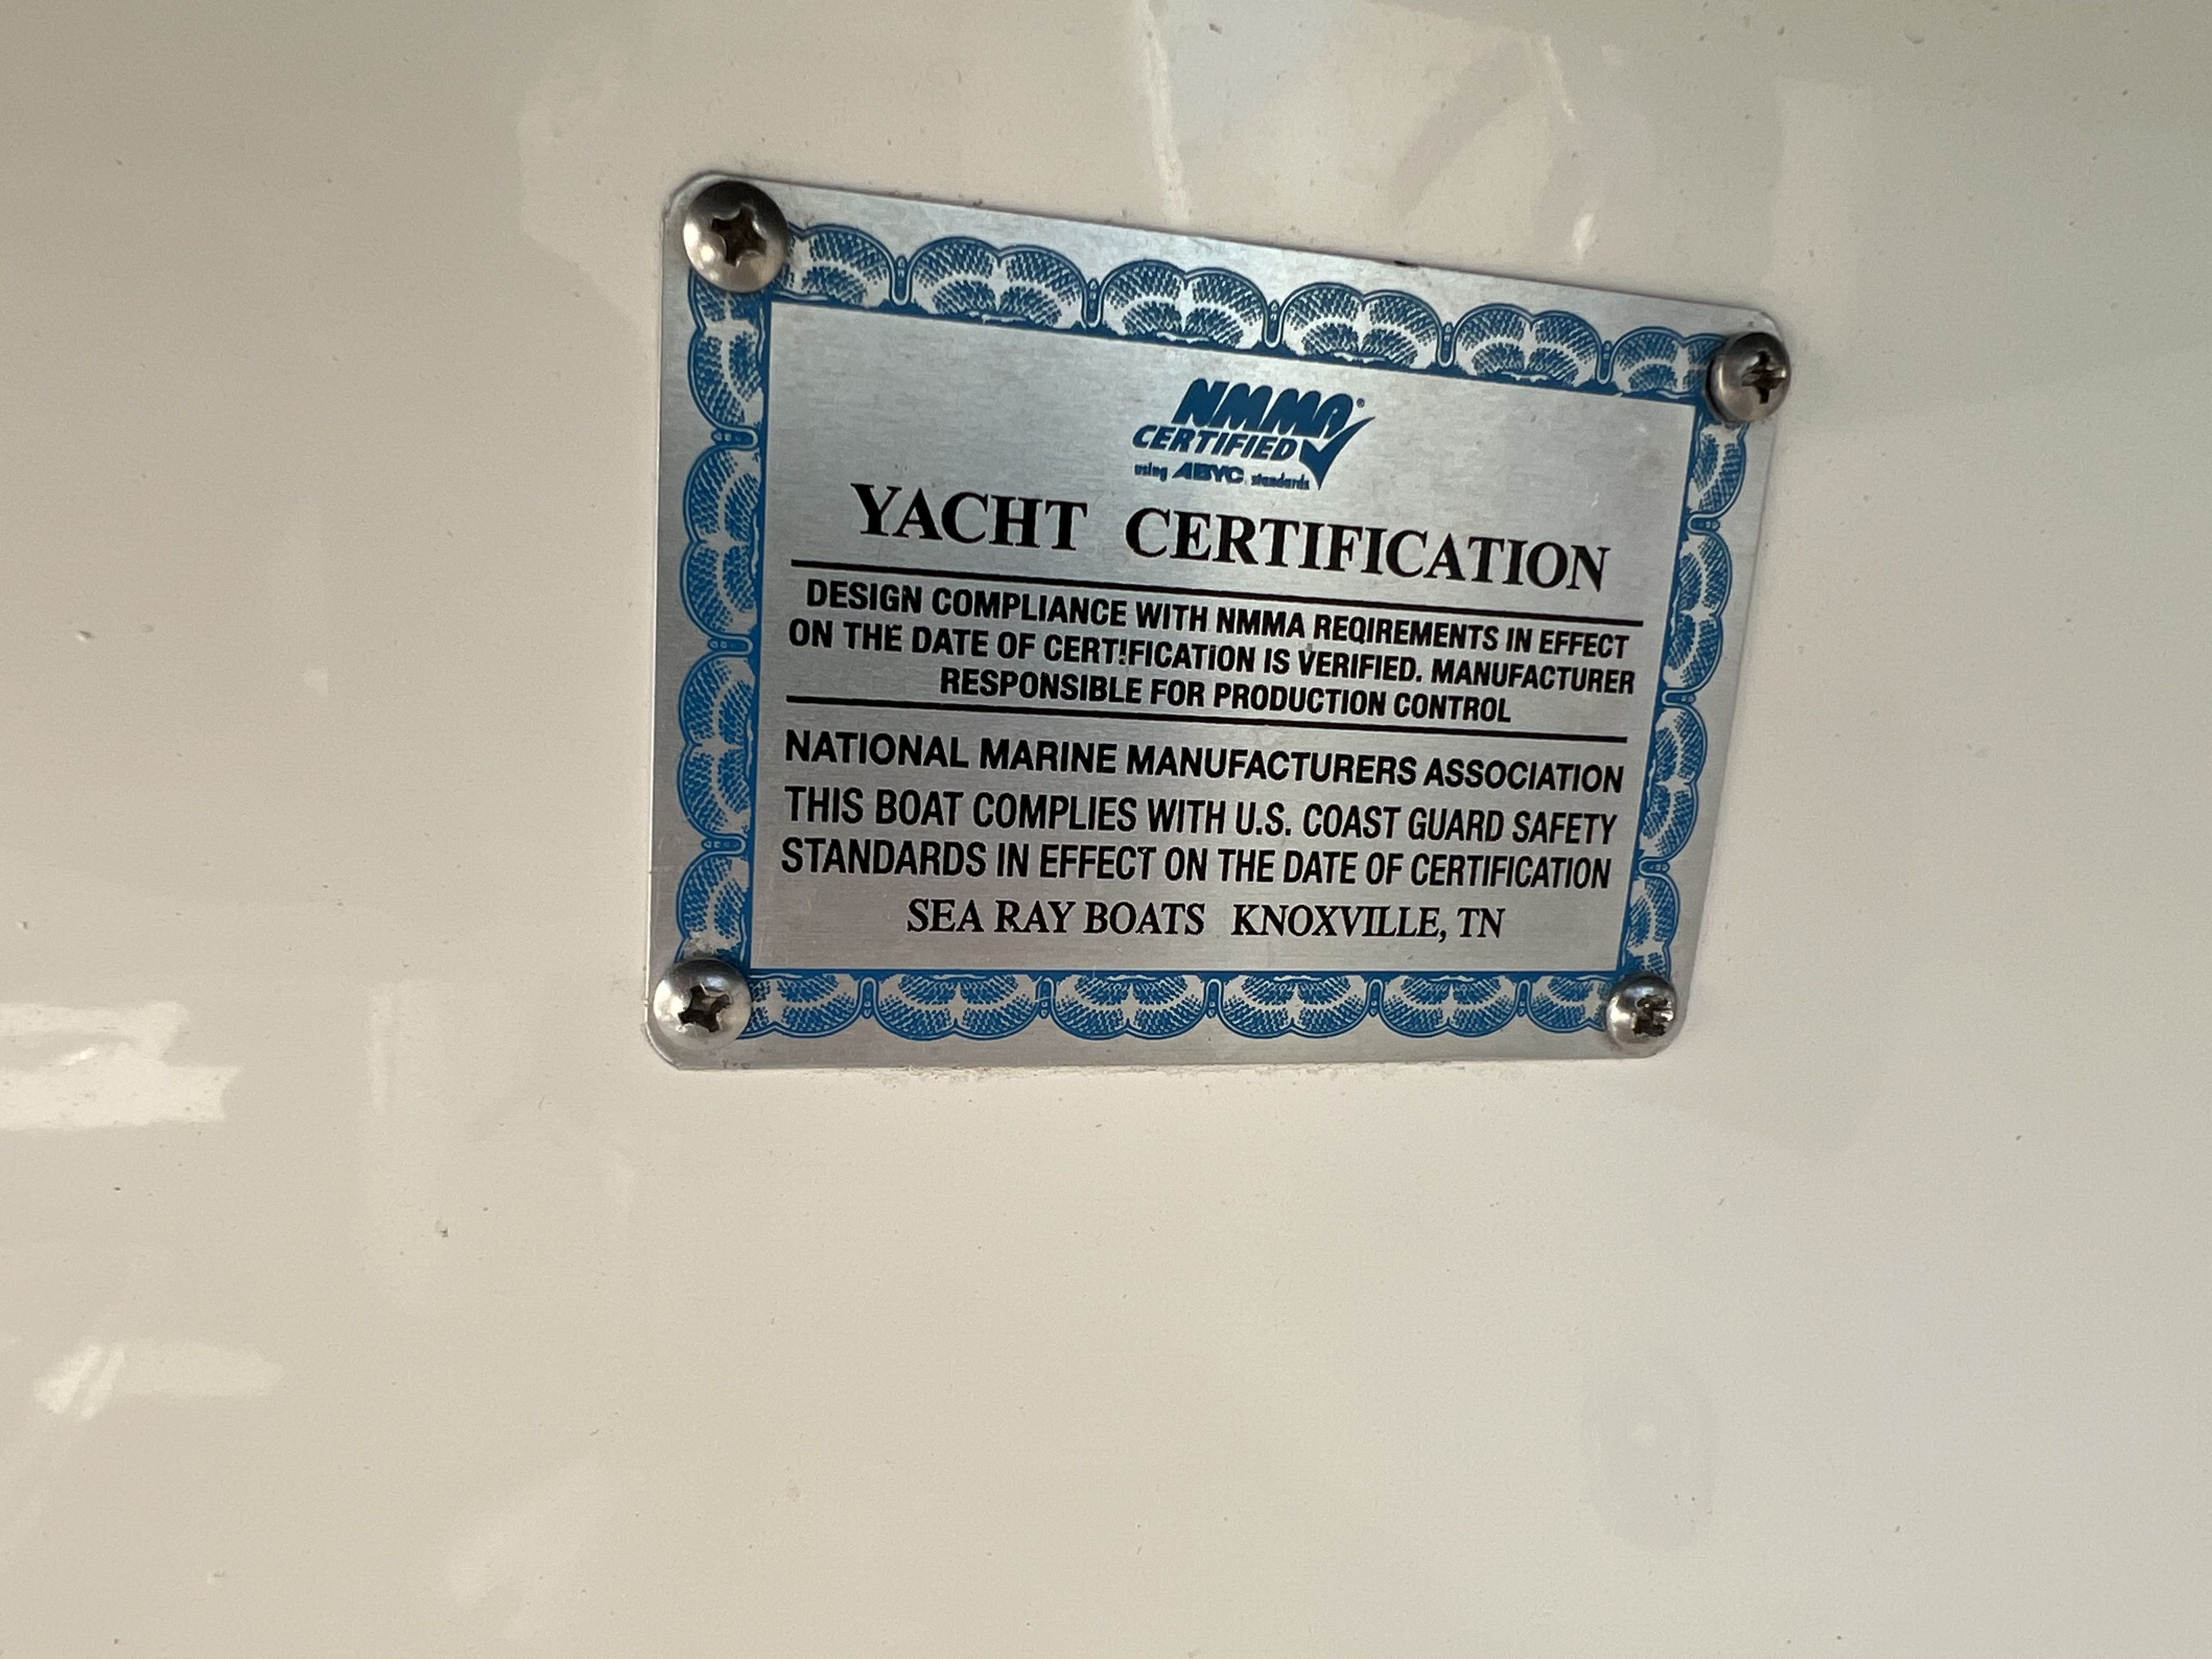 NMMA®
CERTIFIED
using ABYC standards
YACHT CERTIFICATION
DESIGN COMPLIANCE WITH NMMA REQIREMENTS IN EFFECT
ON THE DATE OF CERT!FICATION IS VERIFIED. MANUFACTURER
RESPONSIBLE FOR PRODUCTION CONTROL
NATIONAL MARINE MANUFACTURERS ASSOCIATION
THIS BOAT COMPLIES WITH U.S. COAST GUARD SAFETY
STANDARDS IN EFFECT ON THE DATE OF CERTIFICATION
SEA RAY BOATS KNOXVILLE, TN